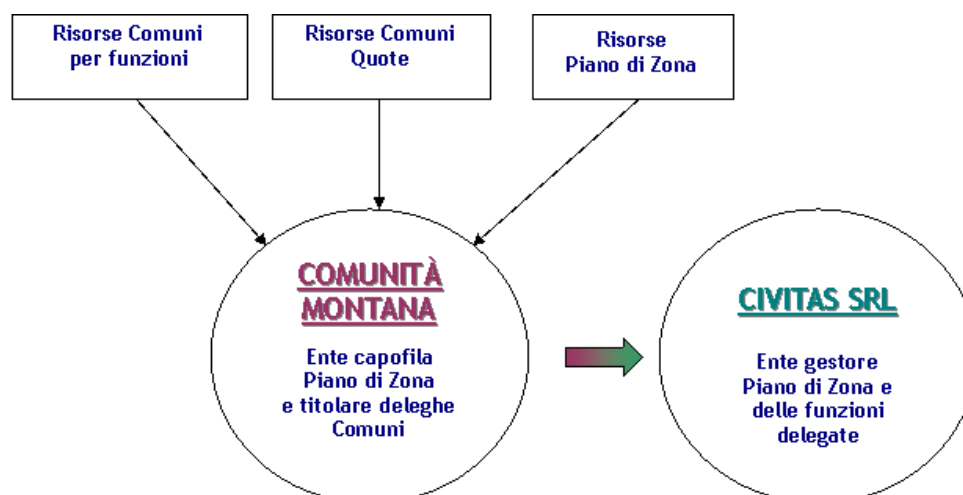 Risorse Comuni
per funzioni
Risorse Comuni
Quote
Risorse
Piano di Zona
COMUNITÀ
MONTANA
Ente capofila
Piano di Zona
e titolare deleghe
Comuni
CIVITAS SRL
Ente gestore
Piano di Zona e
delle funzioni
delegate